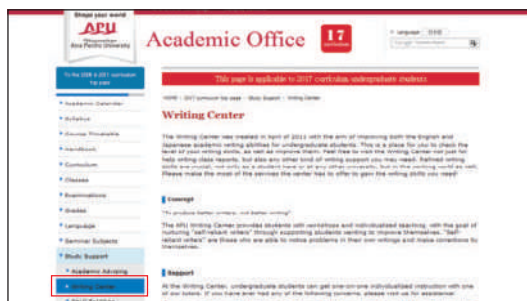 Shape your world
APU
Ritsumeikan
Asia Pacific University
Academic Office
17
curriculum
Language
To the 2006 & 2011 curriculum
top page
This page is applicable to 2017 curriculum undergraduate students
Academic Calendar
Syllabus
Course Timetable
Handbook
Curriculum
Classes
Examinations
Grades
Language
Seminar Subjects
Study Support
Academic Advising
Writing Center
HOME > 2017 curriculum top page > Study Support > Writing Center
Writing Center
The Writing Center was created in April of 2011 with the aim of improving both the English and
Japanese academic writing abilities for undergraduate students. This is a place for you to check the
level of your writing skills, as well as improve them. Feel free to visit the Writing Center not just for
help writing class reports, but also any other kind of writing support you may need. Refined writing
skills are crucial, not only as a student here or at any other university, but in the working world as well.
Please make the most of the services the center has to offer to gain the writing skills you need!
Concept
"To produce better writers, not better writing"
The APU Writing Center provides students with workshops and individualised teaching, with the goal of
nurturing "self-reliant writers" through supporting students wanting to improve themselves. "Self-
reliant writers" are those who are able to notice problems in their own writings and make corrections by
themselves.
Support
At the Writing Center, undergraduate students can get one-on-one individualized instruction with one
of our tutors. If you have ever had any of the following concerns, please visit us for assistance!